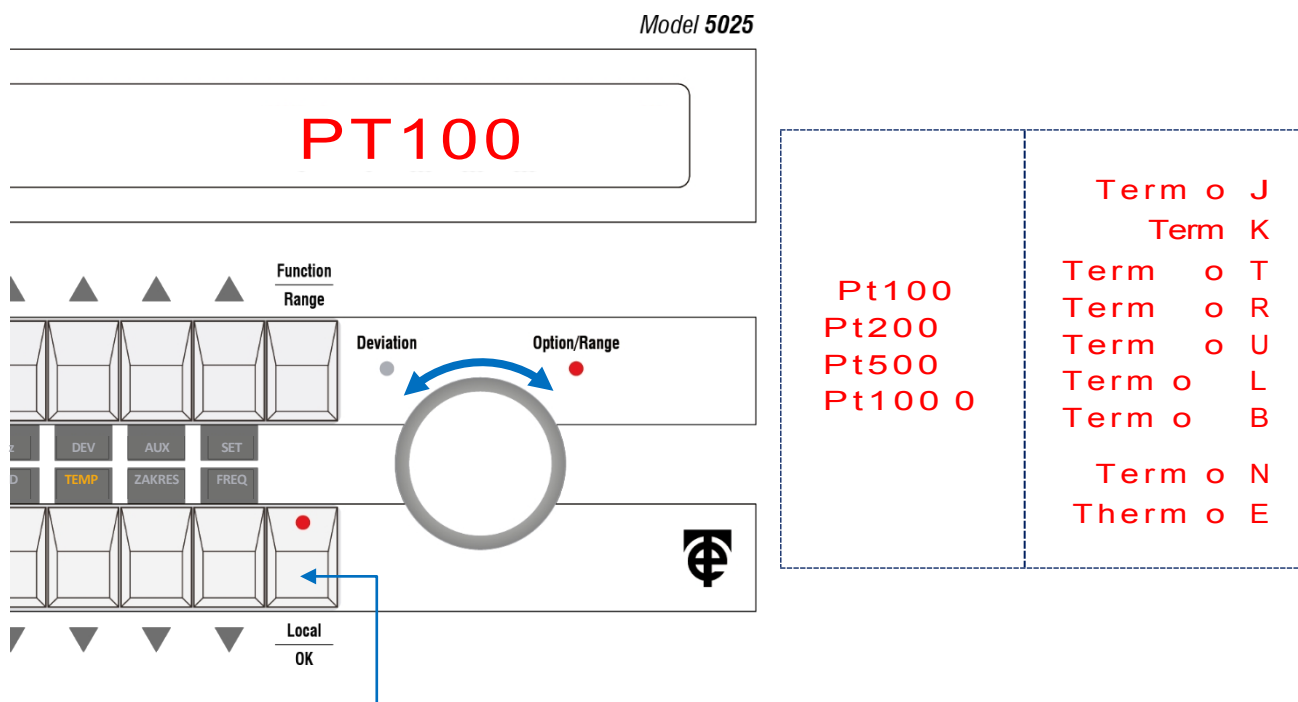 Model 5025
PT100
Function
Range
Deviation
Option/Range
z DEV AUX SET
D TEMP ZAKRES FREQ
Local
OK
Pt100
Pt200
Pt500
Pt100 0
Term o J
Term K
Term o T
Term o R
Term o U
Term o L
Term o B
Term o N
Therm o E